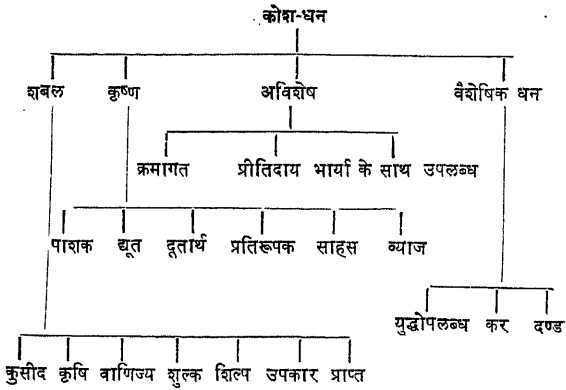 कोश-धन
शबल कृष्ण अविशेष वैशेषिक धन
क्रमागत प्रीतिदाय भार्या के साथ उपलब्ध
पाशक द्यूत दूतार्थ प्रतिरूपक साहस व्याज
युद्धोपलब्ध कर दण्ड
कुसीद कृषि वाणिज्य शुल्क शिल्प उपकार प्राप्त